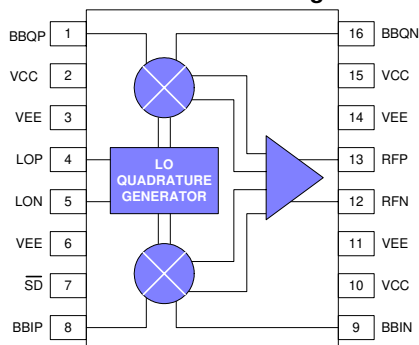 BBQP 1 16 BBQN
VCC 2 15 VCC
VEE 3 14 VEE
LOP 4 13 RFP
LON 5 12 RFN
VEE 6 11 VEE
SD 7 10 VCC
BBIP 8 9 BBIN
LO
QUADRATURE
GENERATOR